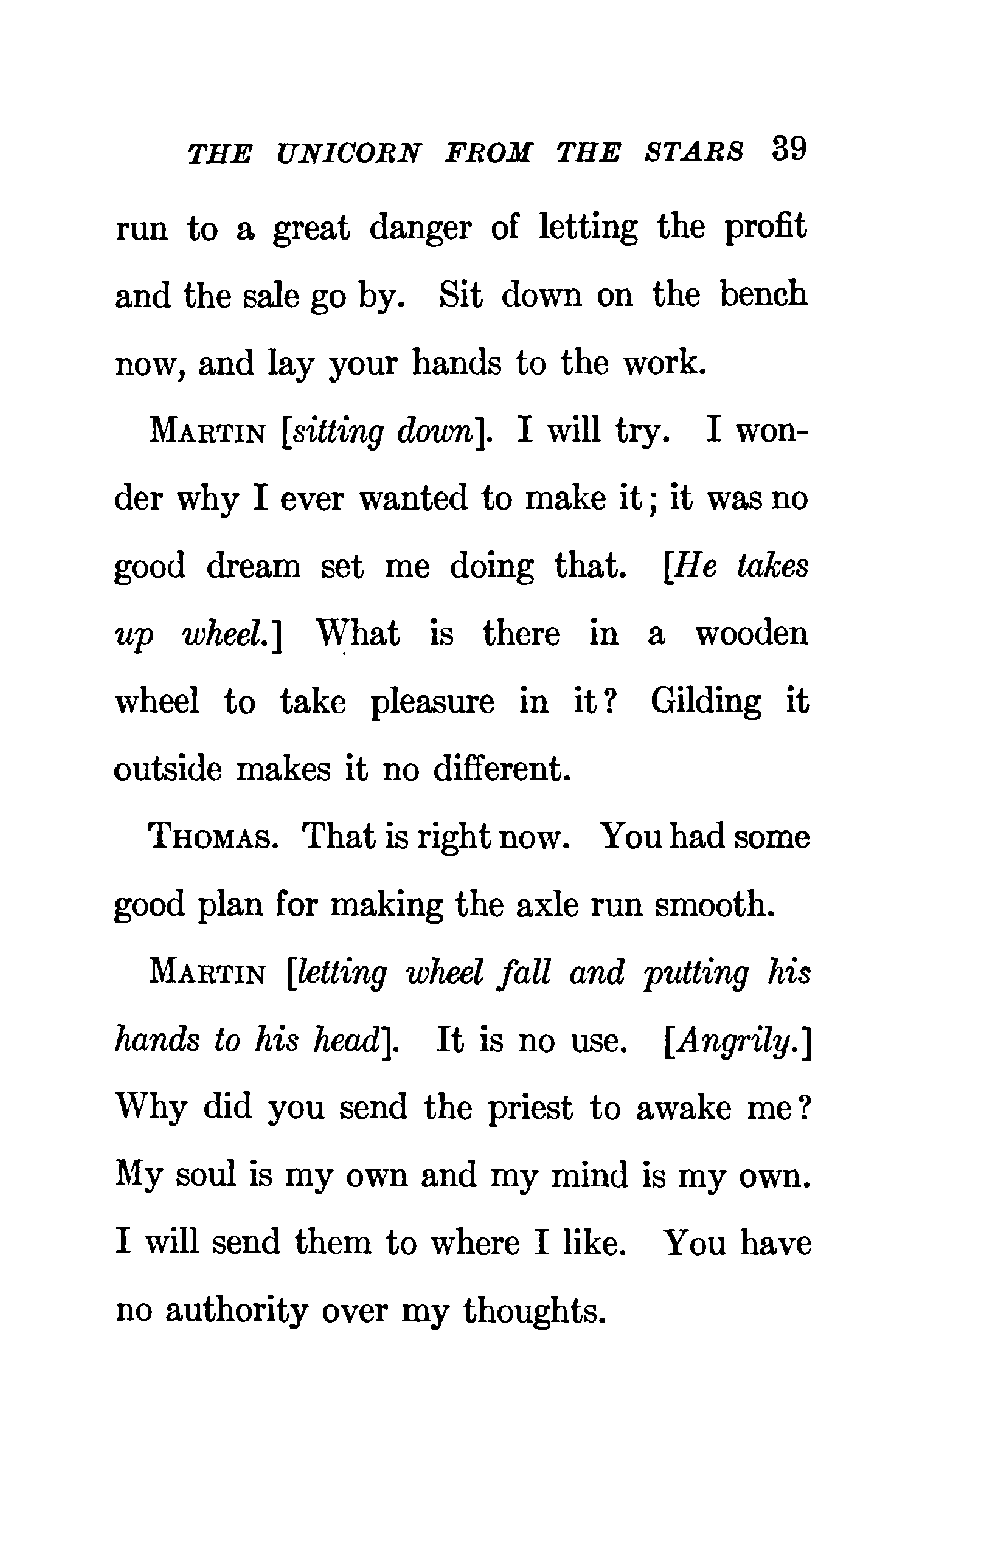 THE UNICORN FROM THE STARS 39
run to a great danger of letting the profit
and the sale go by. Sit down on the bench
now, and lay your hands to the work.
MARTIN [sitting down]. I will try. I won-
der why I ever wanted to make it; it was no
good dream set me doing that. [He takes
up wheel.] What is there in a wooden
wheel to take pleasure in it? Gilding it
outside makes it no different.
THOMAS. That is right now. You had some
good plan for making the axle run smooth.
MARTIN [letting wheel fall and putting his
hands to his head]. It is no use. [Angrily.]
Why did you send the priest to awake me?
My soul is my own and my mind is my own.
I will send them to where I like. You have
no authority over my thoughts.